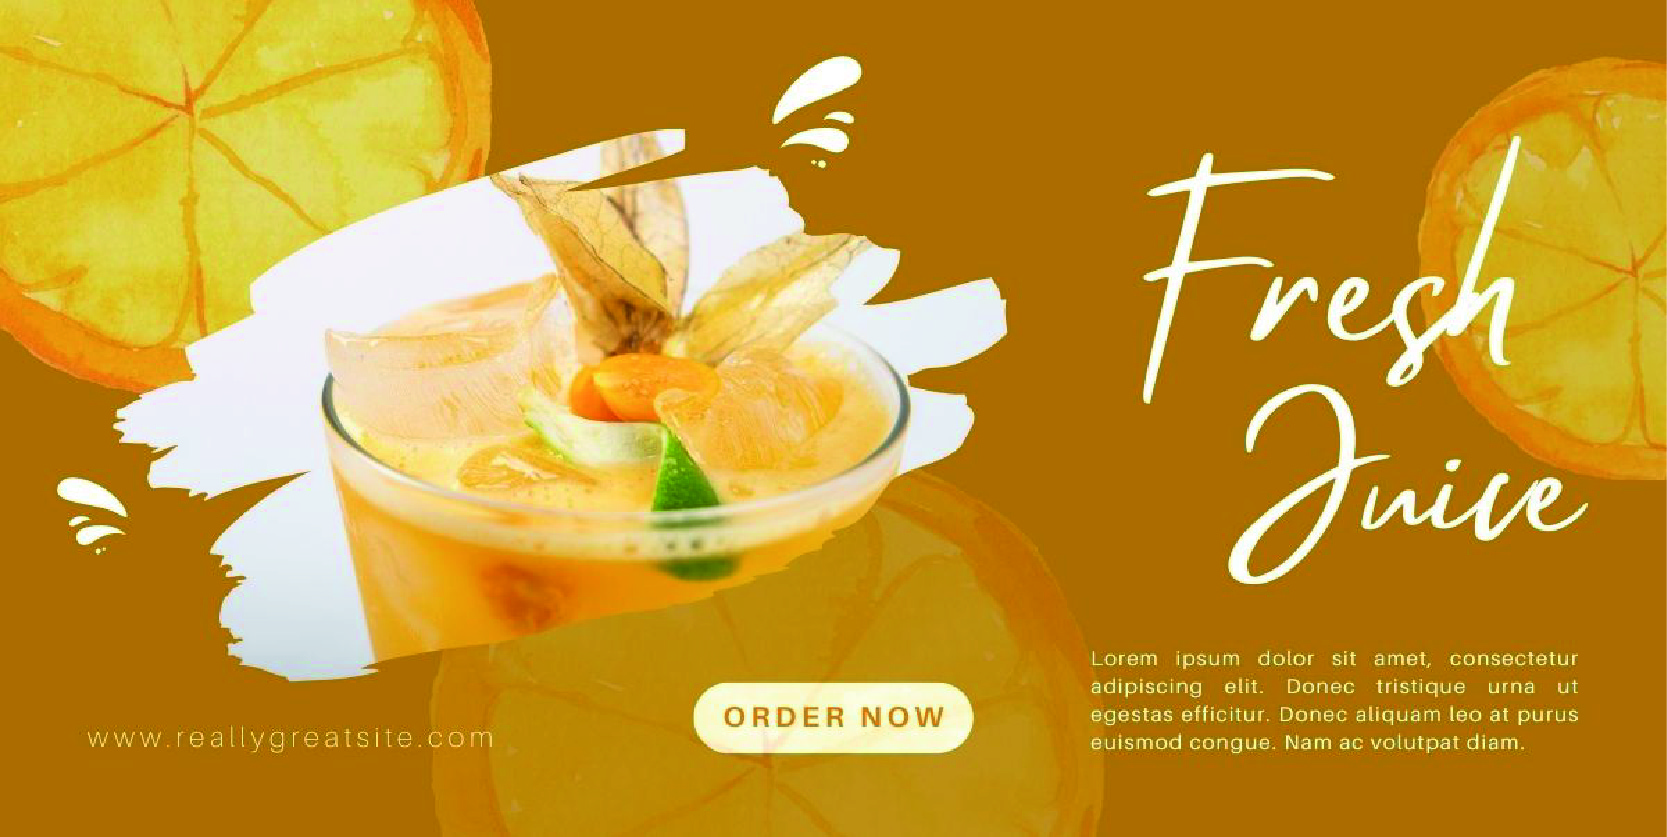 Fresh
Juice
Lorem ipsum dolor sit amet, consectetur
adipiscing elit. Donec tristique urna ut
egestas efficitur. Donec aliquam leo at purus
euismod congue. Nam ac volutpat diam.
ORDER NOW
www.reallygreatsite.com